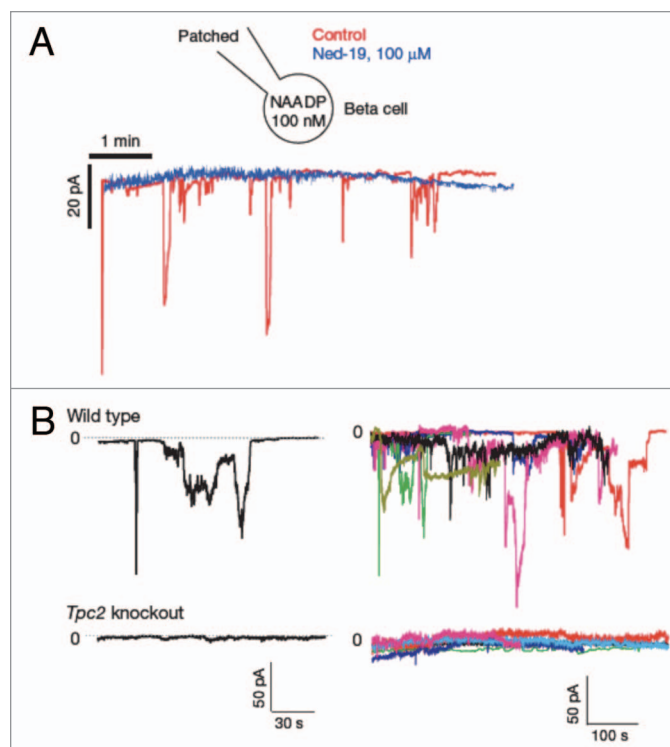 A
Patched
Control
Ned-19, 100 μM
NAADP
100 nM
Beta cell
1 min
20 pA
B
Wild type
0
0
Tpc2 knockout
0
0
50 pA
30 s
50 pA
100 s